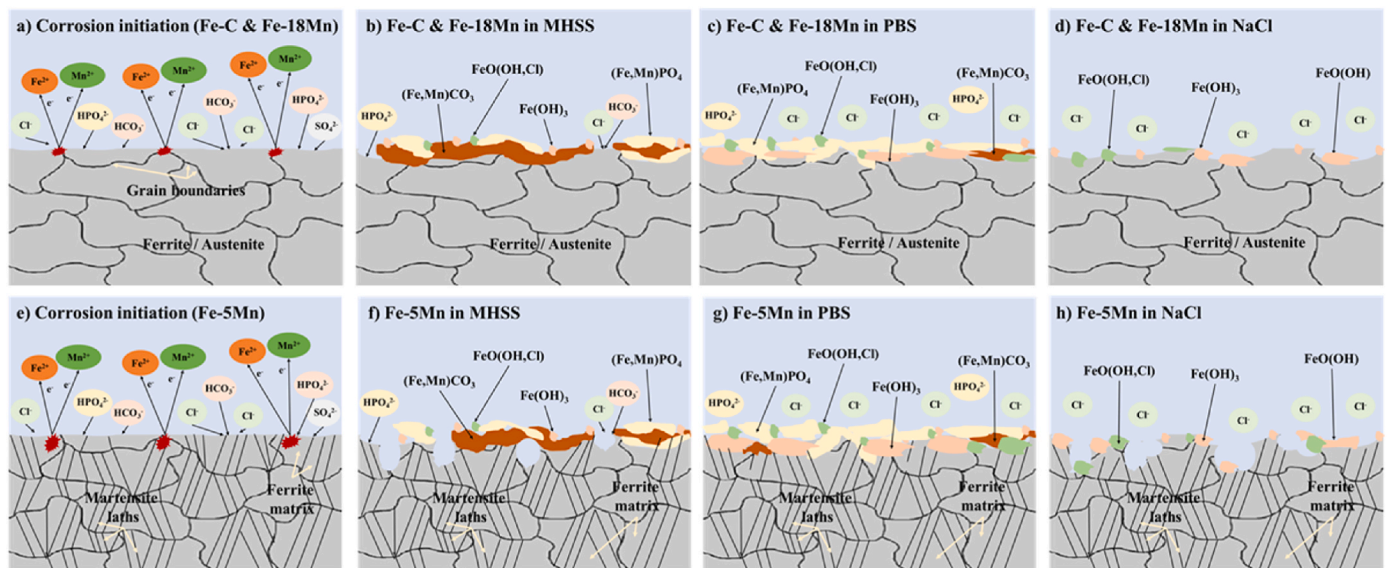 a) Corrosion initiation (Fe-C & Fe-18Mn)
Fe²⁺
Mn²⁺
Fe²⁺
Mn²⁺
Fe²⁺
Mn²⁺
e⁻
e⁻
e⁻
e⁻
e⁻
e⁻
Cl⁻
HPO₄²⁻
HCO₃⁻
Cl⁻
HCO₃⁻
Cl⁻
HPO₄²⁻
SO₄²⁻
Grain boundaries
Ferrite / Austenite
b) Fe-C & Fe-18Mn in MHSS
FeO(OH,Cl)
(Fe,Mn)PO₄
(Fe,Mn)CO₃
Fe(OH)₃
HCO₃⁻
HPO₄²⁻
Cl⁻
c) Fe-C & Fe-18Mn in PBS
FeO(OH,Cl)
(Fe,Mn)CO₃
(Fe,Mn)PO₄
Fe(OH)₃
HPO₄²⁻
HPO₄²⁻
Cl⁻
Cl⁻
Cl⁻
Cl⁻
Ferrite / Austenite
d) Fe-C & Fe-18Mn in NaCl
FeO(OH,Cl)
FeO(OH)
Fe(OH)₃
Cl⁻
Cl⁻
Cl⁻
Cl⁻
Cl⁻
Ferrite / Austenite
e) Corrosion initiation (Fe-5Mn)
Fe²⁺
Mn²⁺
Fe²⁺
Mn²⁺
Fe²⁺
Mn²⁺
e⁻
e⁻
e⁻
e⁻
e⁻
e⁻
Cl⁻
HPO₄²⁻
HCO₃⁻
Cl⁻
HCO₃⁻
Cl⁻
HPO₄²⁻
SO₄²⁻
Martensite
laths
Ferrite
matrix
f) Fe-5Mn in MHSS
FeO(OH,Cl)
(Fe,Mn)PO₄
(Fe,Mn)CO₃
Fe(OH)₃
HCO₃⁻
HPO₄²⁻
Cl⁻
Martensite
laths
Ferrite
matrix
g) Fe-5Mn in PBS
FeO(OH,Cl)
(Fe,Mn)CO₃
(Fe,Mn)PO₄
Fe(OH)₃
HPO₄²⁻
HPO₄²⁻
Cl⁻
Cl⁻
Cl⁻
Cl⁻
Martensite
laths
Ferrite
matrix
h) Fe-5Mn in NaCl
FeO(OH,Cl)
FeO(OH)
Fe(OH)₃
Cl⁻
Cl⁻
Cl⁻
Cl⁻
Cl⁻
Martensite
laths
Ferrite
matrix